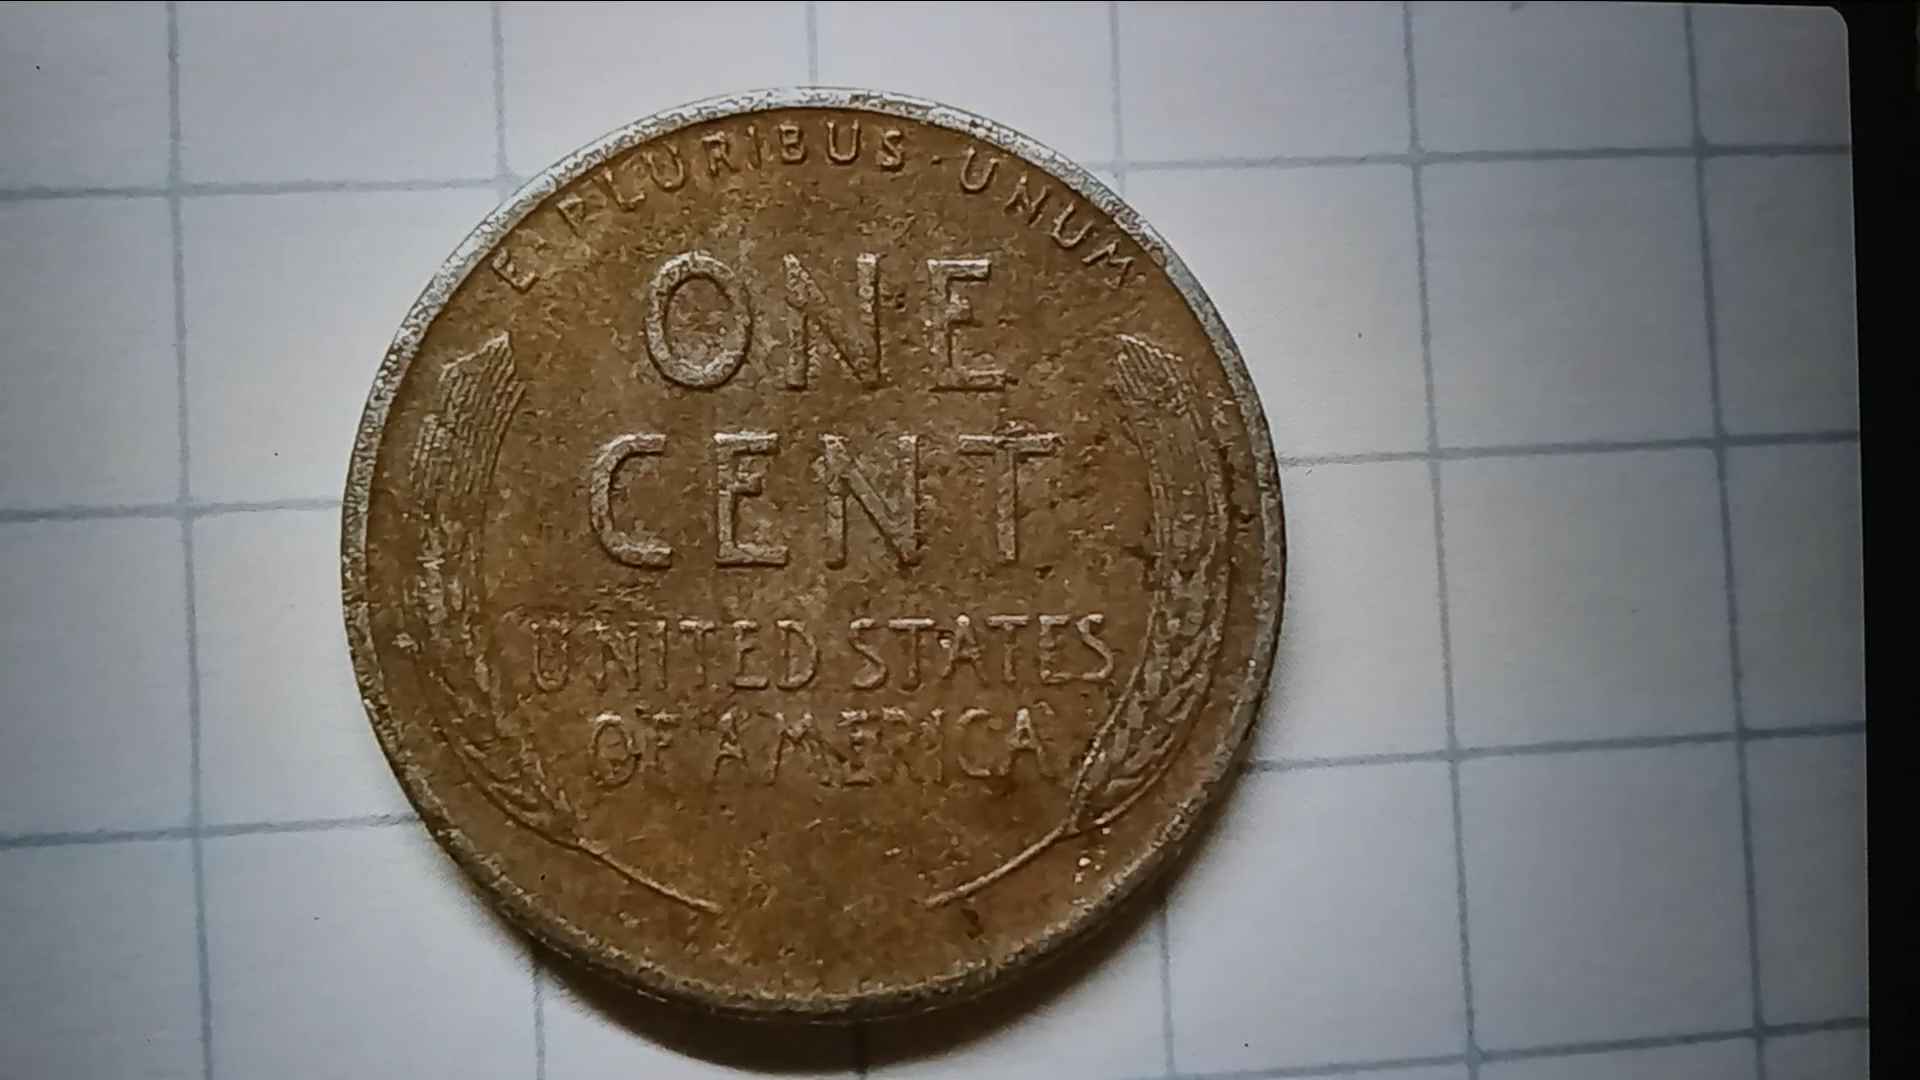 E · PLURIBUS · UNUM
ONE
CENT
UNITED STATES
OF AMERICA